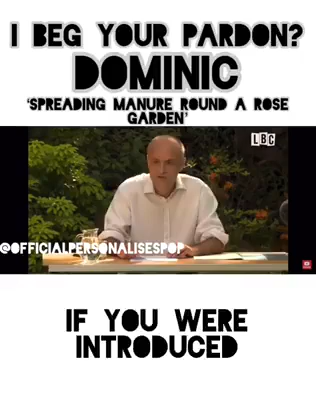 I BEG YOUR PARDON?
DOMINIC
'SPREADING MANURE ROUND A ROSE
GARDEN'
LBC
@OFFICIALPERSONALISESPOP
IF YOU WERE
INTRODUCED